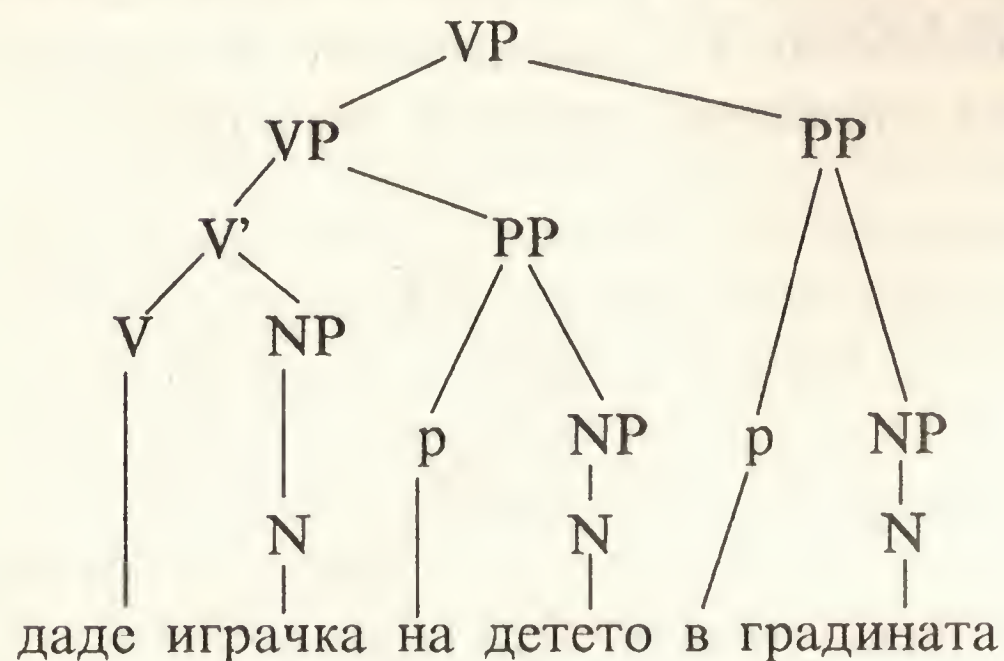 VP
VP PP
V' PP
V NP
p NP p NP
N N N
даде играчка на детето в градината